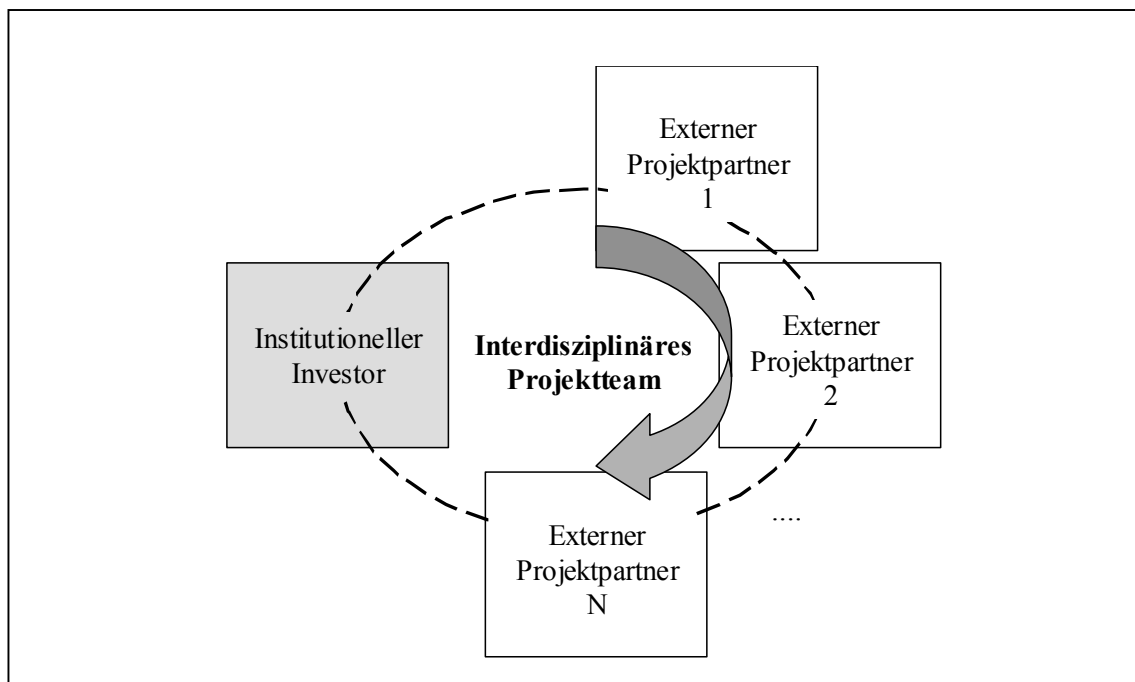 Externer
Projektpartner
1
Institutioneller
Investor
Interdisziplinäres
Projektteam
Externer
Projektpartner
2
Externer
Projektpartner
N
....